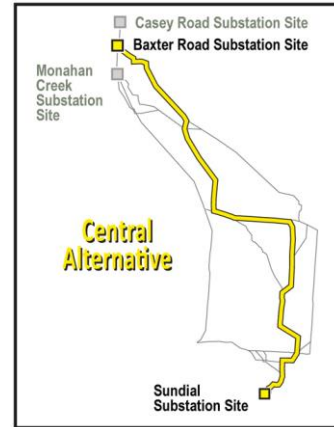 Casey Road Substation Site
Baxter Road Substation Site
Monahan
Creek
Substation
Site
Central
Alternative
Sundial
Substation Site